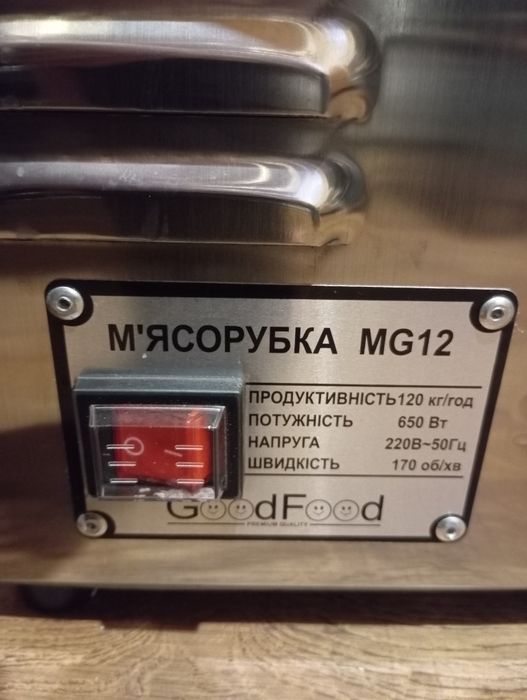 М'ЯСОРУБКА MG12
ПРОДУКТИВНІСТЬ 120 кг/год
ПОТУЖНІСТЬ 650 Вт
НАПРУГА 220В~50Гц
ШВИДКІСТЬ 170 об/хв
GoodFood
PREMIUM QUALITY